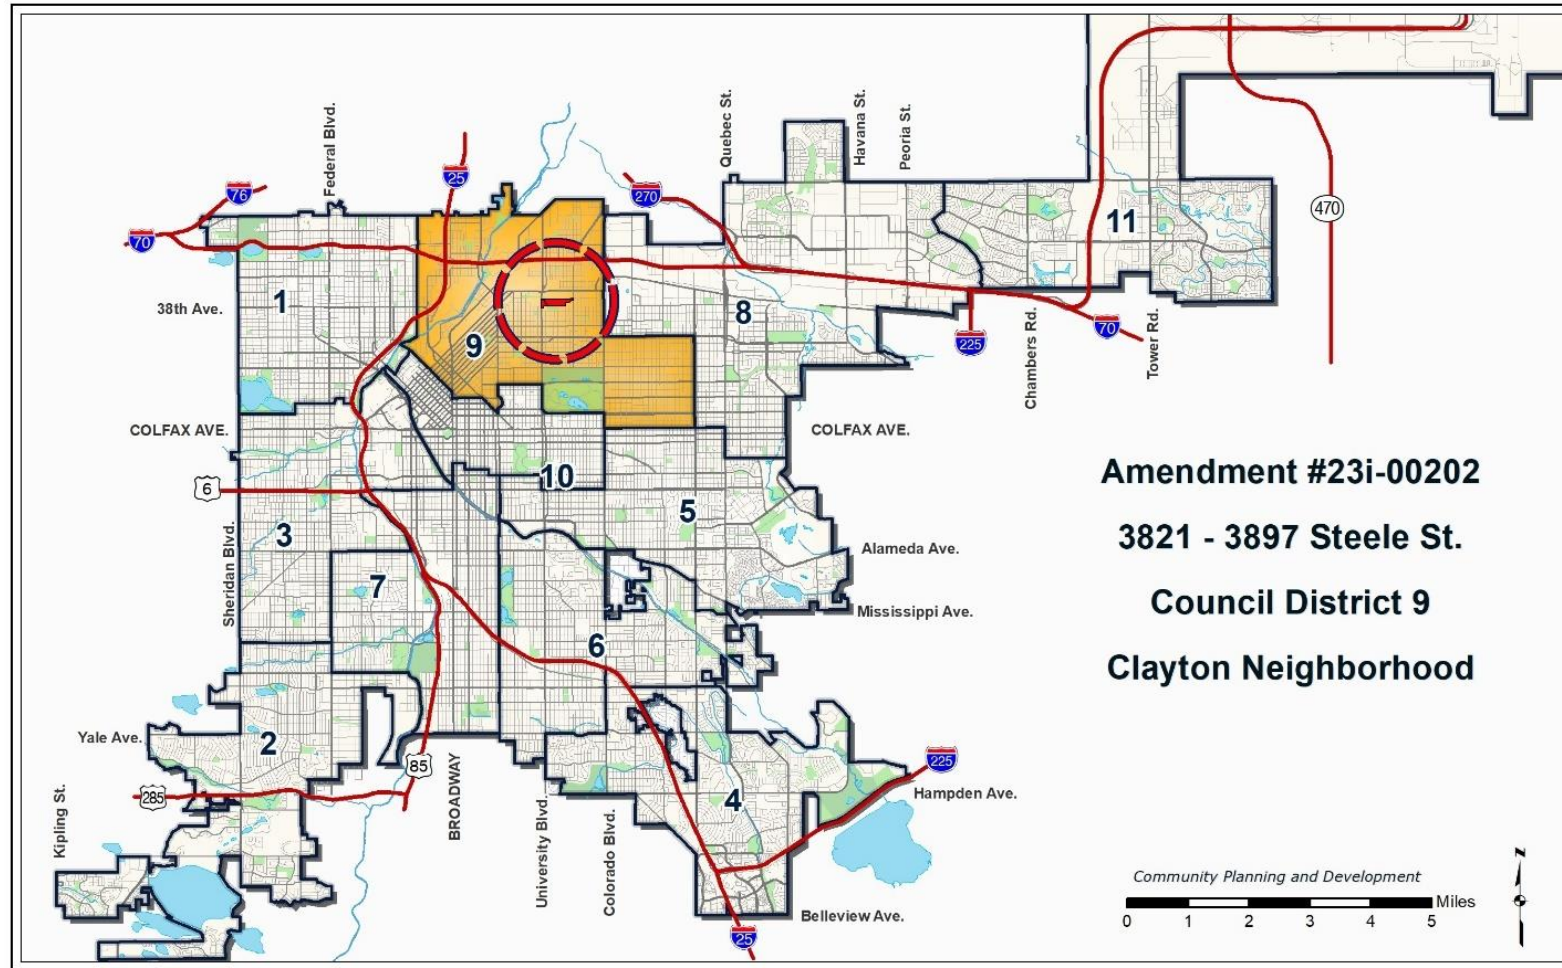 Federal Blvd.
Quebec St.
Havana St.
Peoria St.
76
25
270
70
470
11
1
38th Ave.
9
8
225
70
Chambers Rd.
Tower Rd.
COLFAX AVE.
COLFAX AVE.
10
6
5
3
Sheridan Blvd.
7
Alameda Ave.
Mississippi Ave.
6
Yale Ave.
2
85
285
BROADWAY
University Blvd.
Colorado Blvd.
4
225
Hampden Ave.
Kipling St.
Belleview Ave.
25
Amendment #23i-00202
3821 - 3897 Steele St.
Council District 9
Clayton Neighborhood
Community Planning and Development
Miles
0 1 2 3 4 5
N